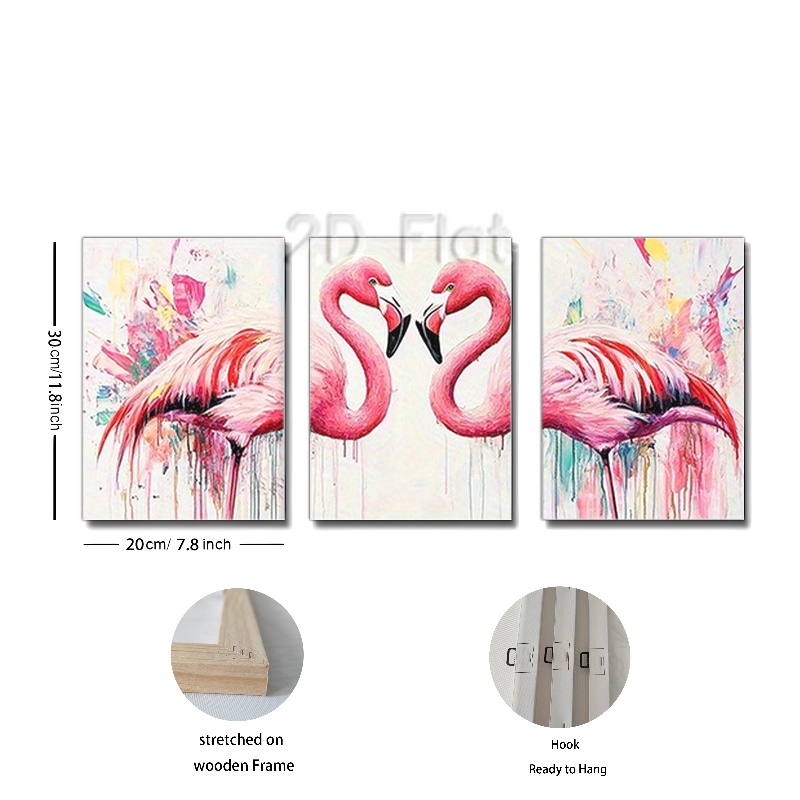 2D Flat
30cm/11.8inch
20cm/ 7.8 inch
stretched on
wooden Frame
Hook
Ready to Hang